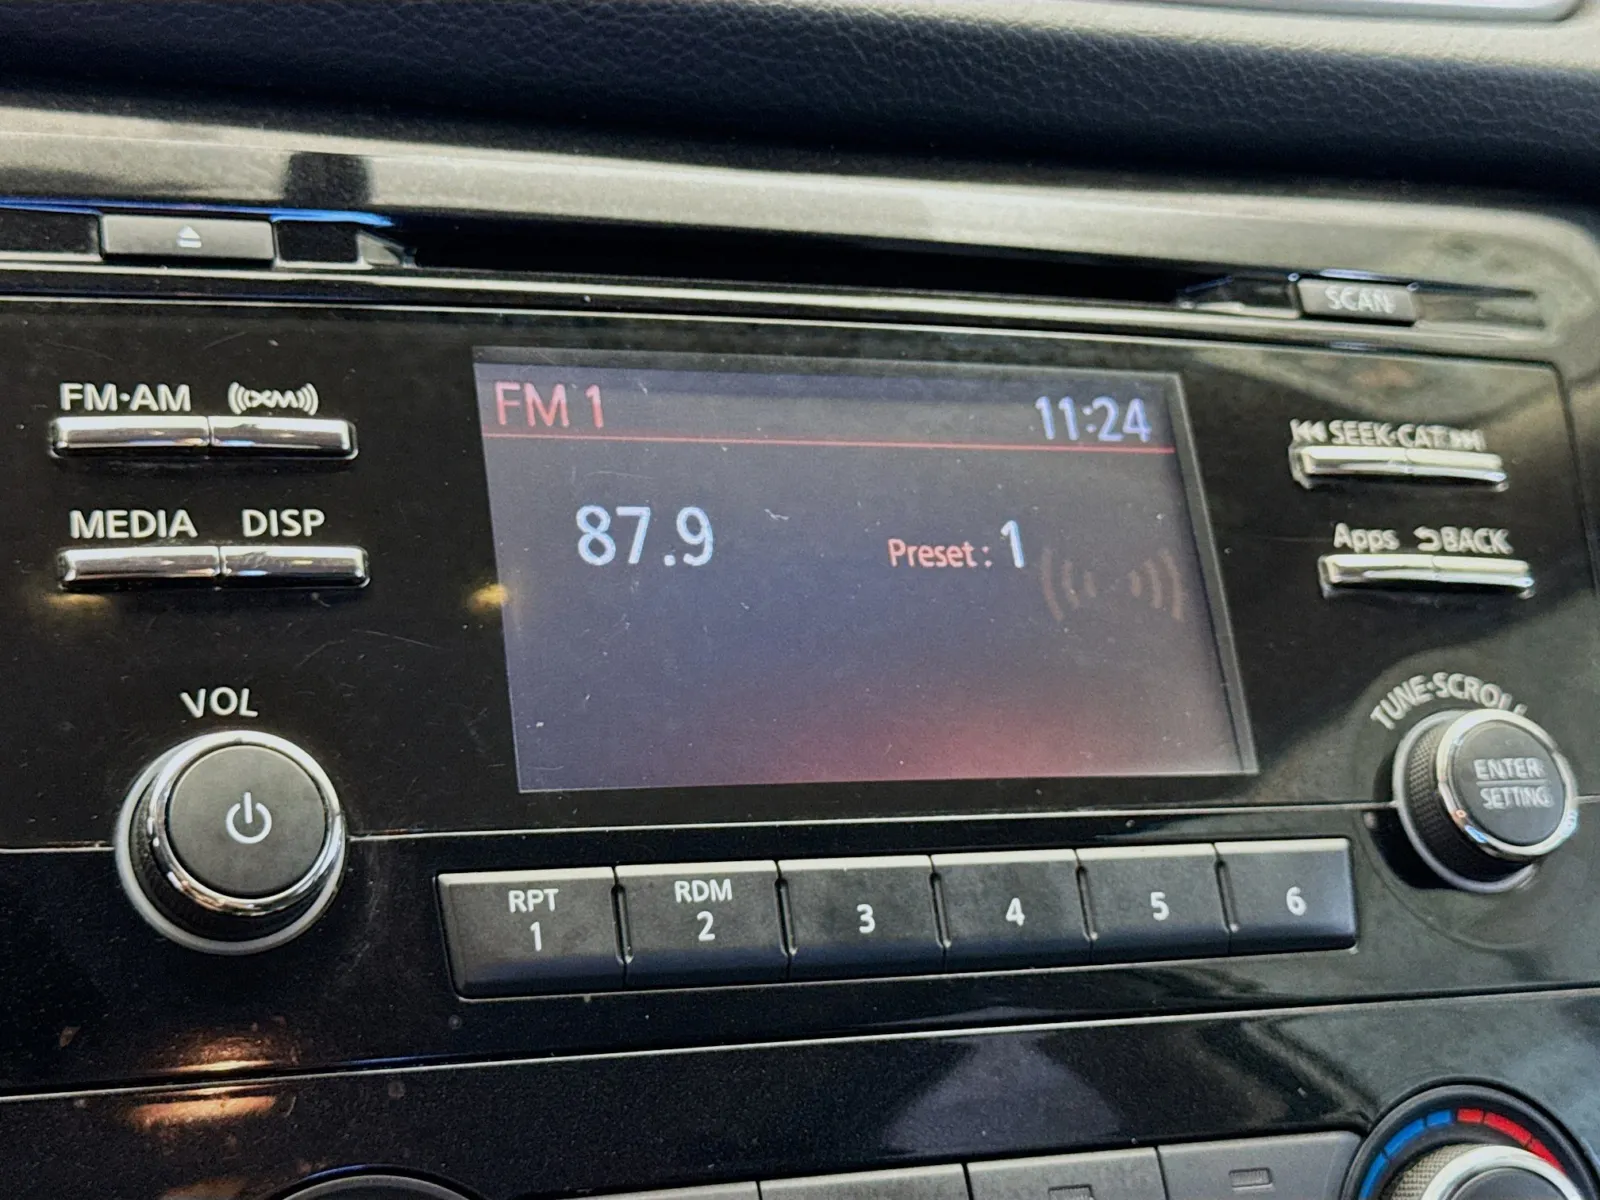 SCAN
FM·AM
XM
FM 1
11:24
SEEK·CAT
MEDIA
DISP
87.9
Preset: 1
Apps
BACK
VOL
TUNE·SCROLL
ENTER
SETTING
RPT
1
RDM
2
3
4
5
6